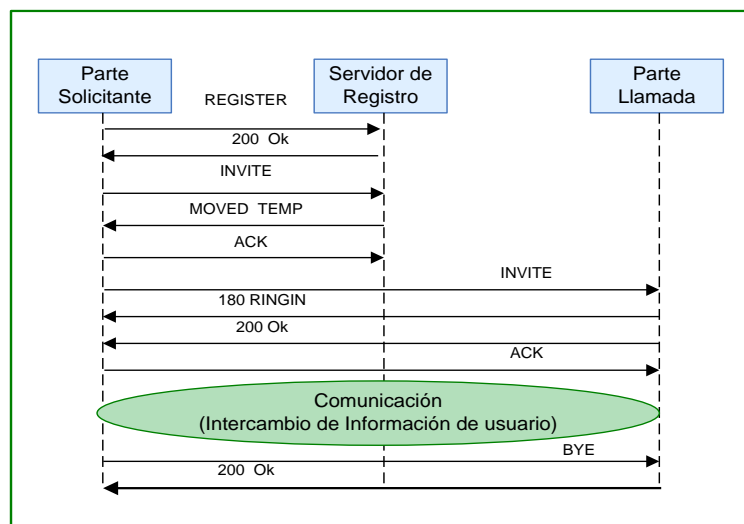 Parte
Solicitante
Servidor de
Registro
Parte
Llamada
REGISTER
200 Ok
INVITE
MOVED TEMP
ACK
INVITE
180 RINGIN
200 Ok
ACK
Comunicación
(Intercambio de Información de usuario)
BYE
200 Ok